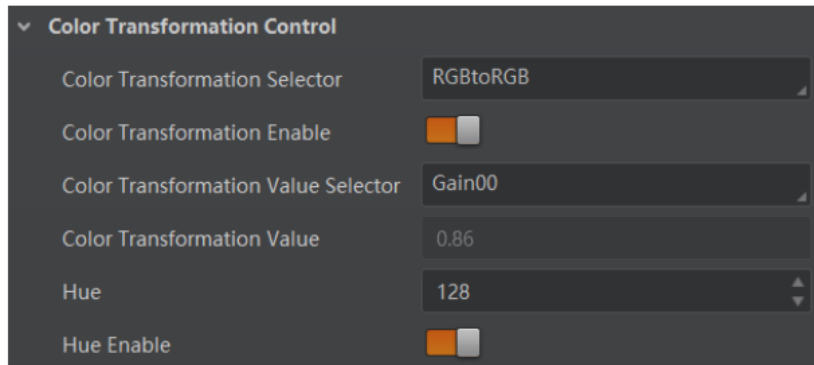 Color Transformation Control
Color Transformation Selector RGBtoRGB
Color Transformation Enable
Color Transformation Value Selector Gain00
Color Transformation Value 0.86
Hue 128
Hue Enable